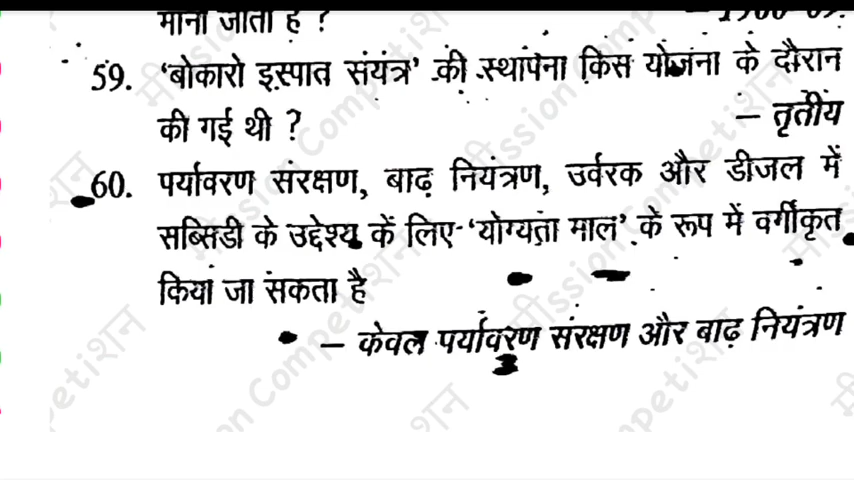 माना जाता है ?
59. 'बोकारो इस्पात संयंत्र' की स्थापना किस योजना के दौरान
की गई थी ? – तृतीय
60. पर्यावरण संरक्षण, बाढ़ नियंत्रण, उर्वरक और डीजल में
सब्सिडी के उद्देश्य कें लिए 'योग्यता माल' के रूप में वर्गीकृत
किया जा सकता है
– केवल पर्यावरण संरक्षण और बाढ़ नियंत्रण